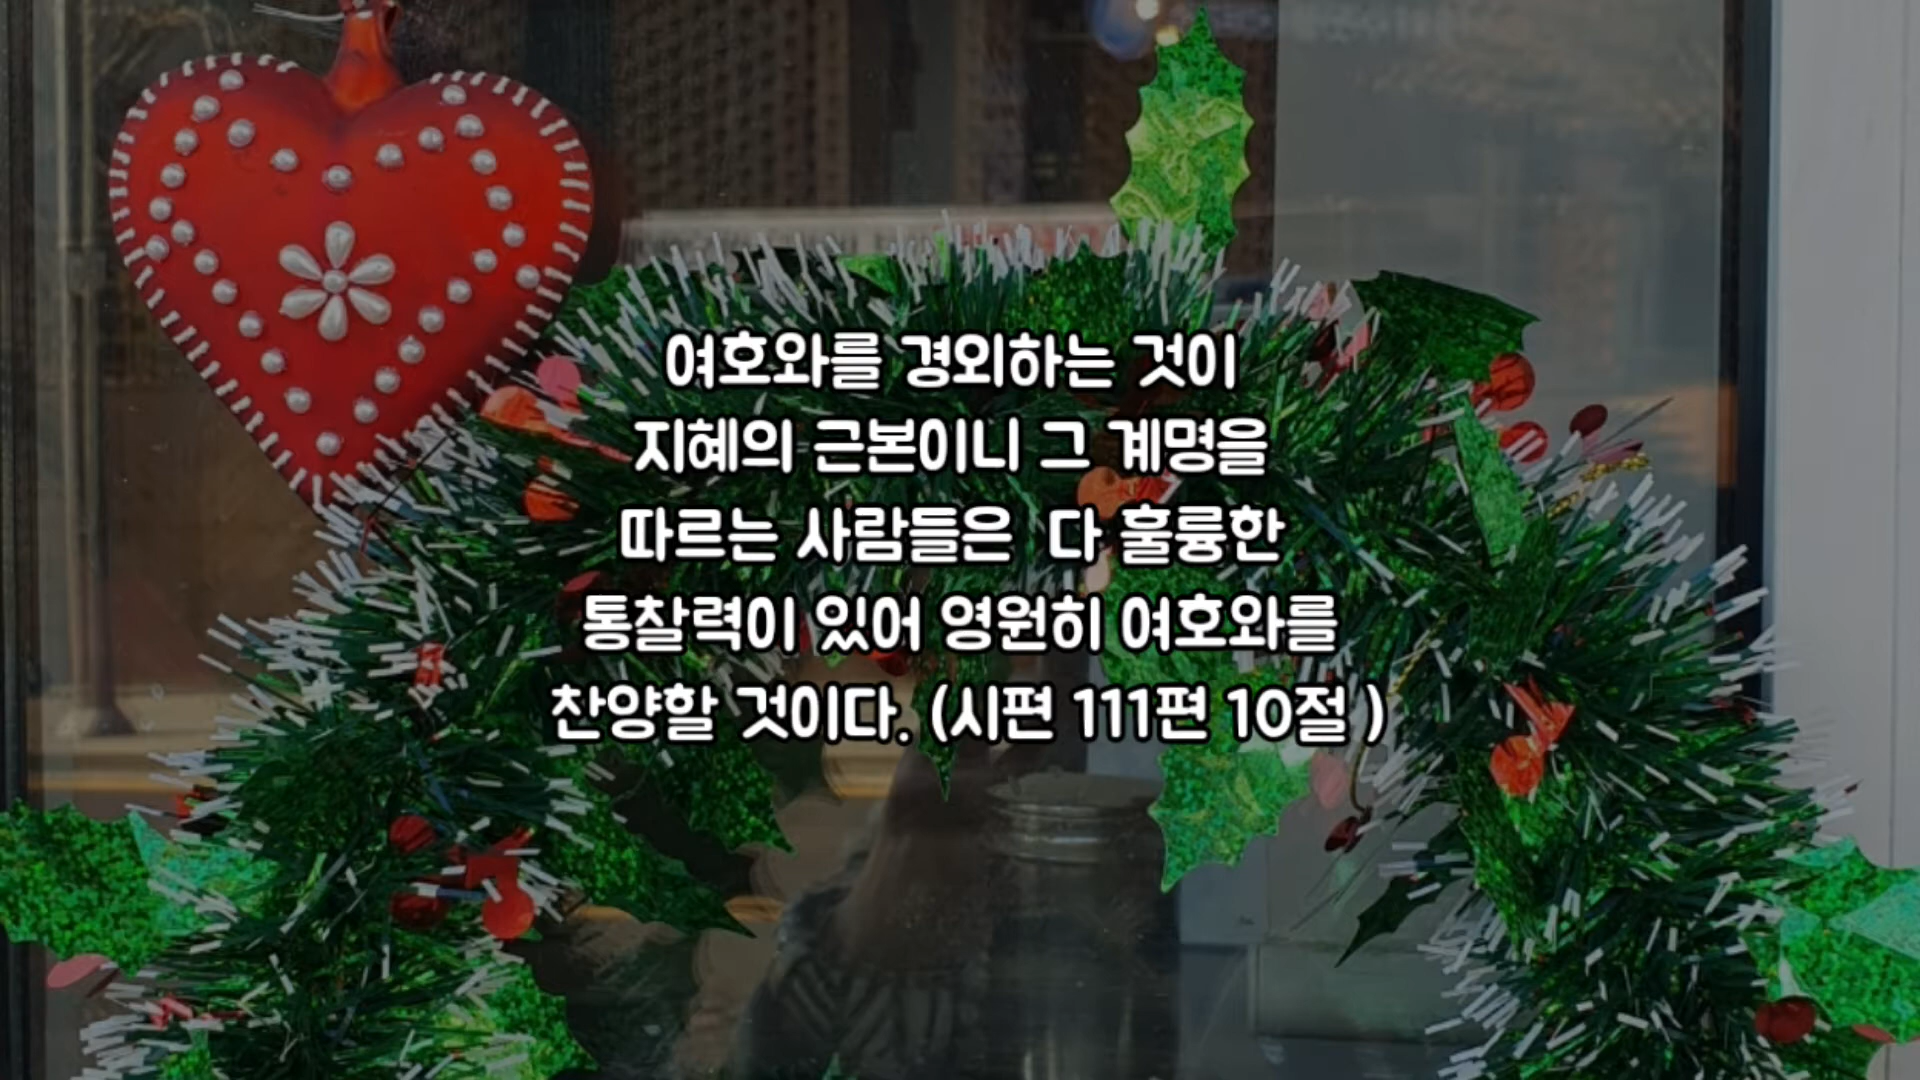 여호와를 경외하는 것이
지혜의 근본이니 그 계명을
따르는 사람들은 다 훌륭한
통찰력이 있어 영원히 여호와를
찬양할 것이다. (시편 111편 10절 )